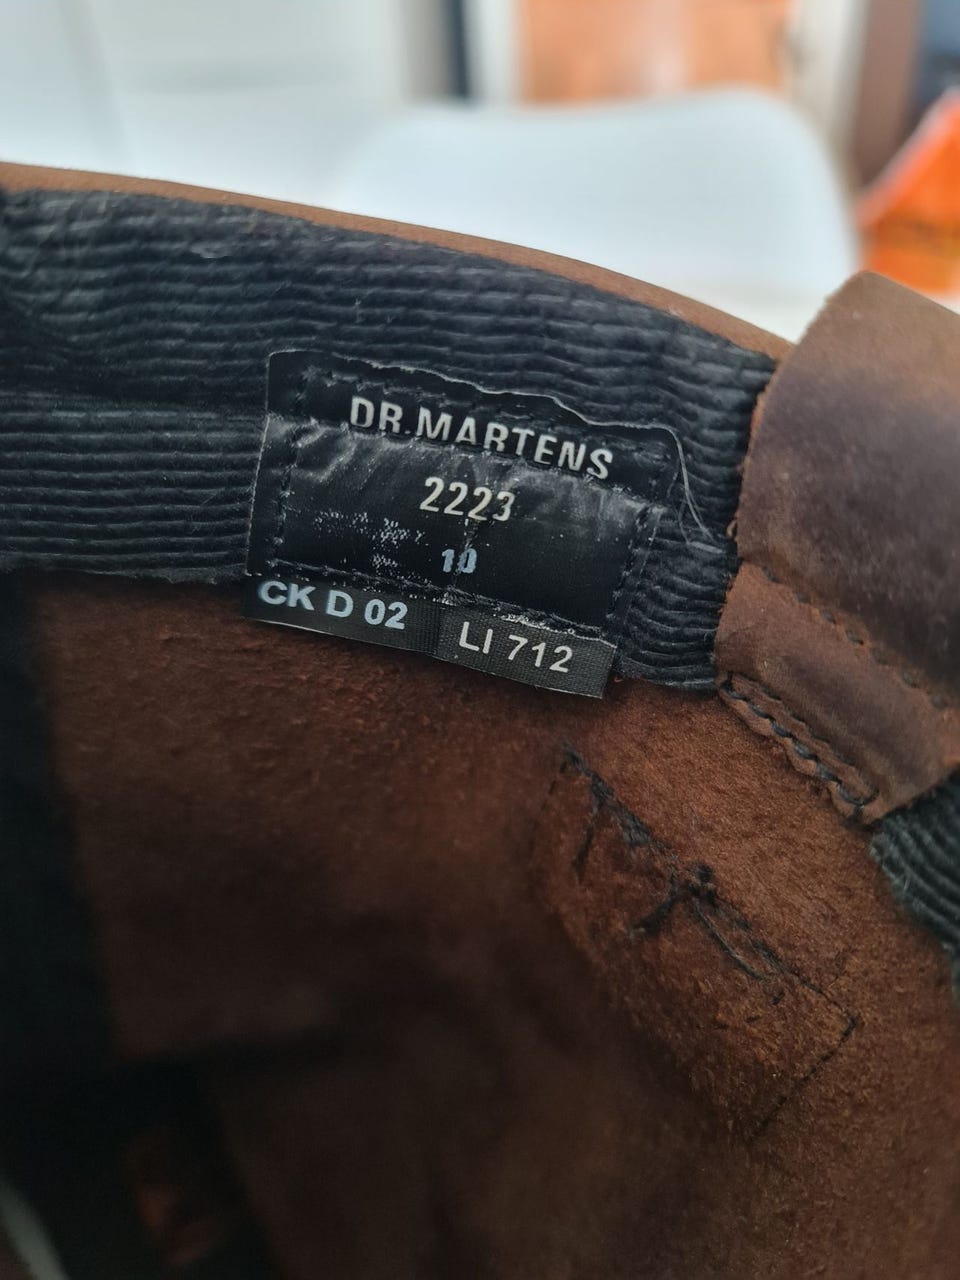 DR.MARTENS
2223
10
CK D 02 LI 712